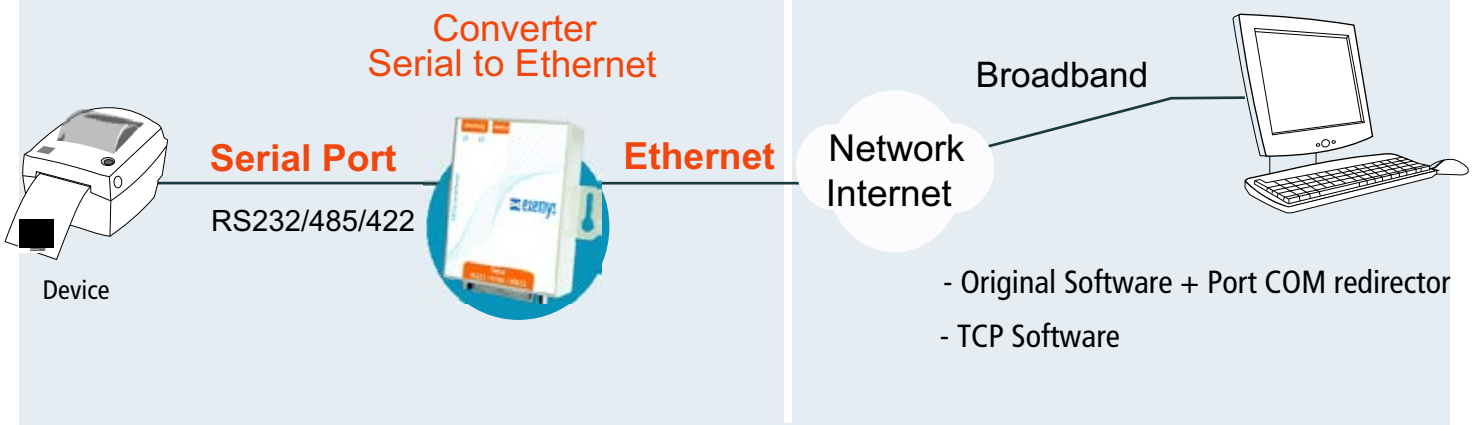 Converter
Serial to Ethernet
Broadband
Serial Port
Ethernet
Network
Internet
RS232/485/422
exemys
Device
- Original Software + Port COM redirector
- TCP Software